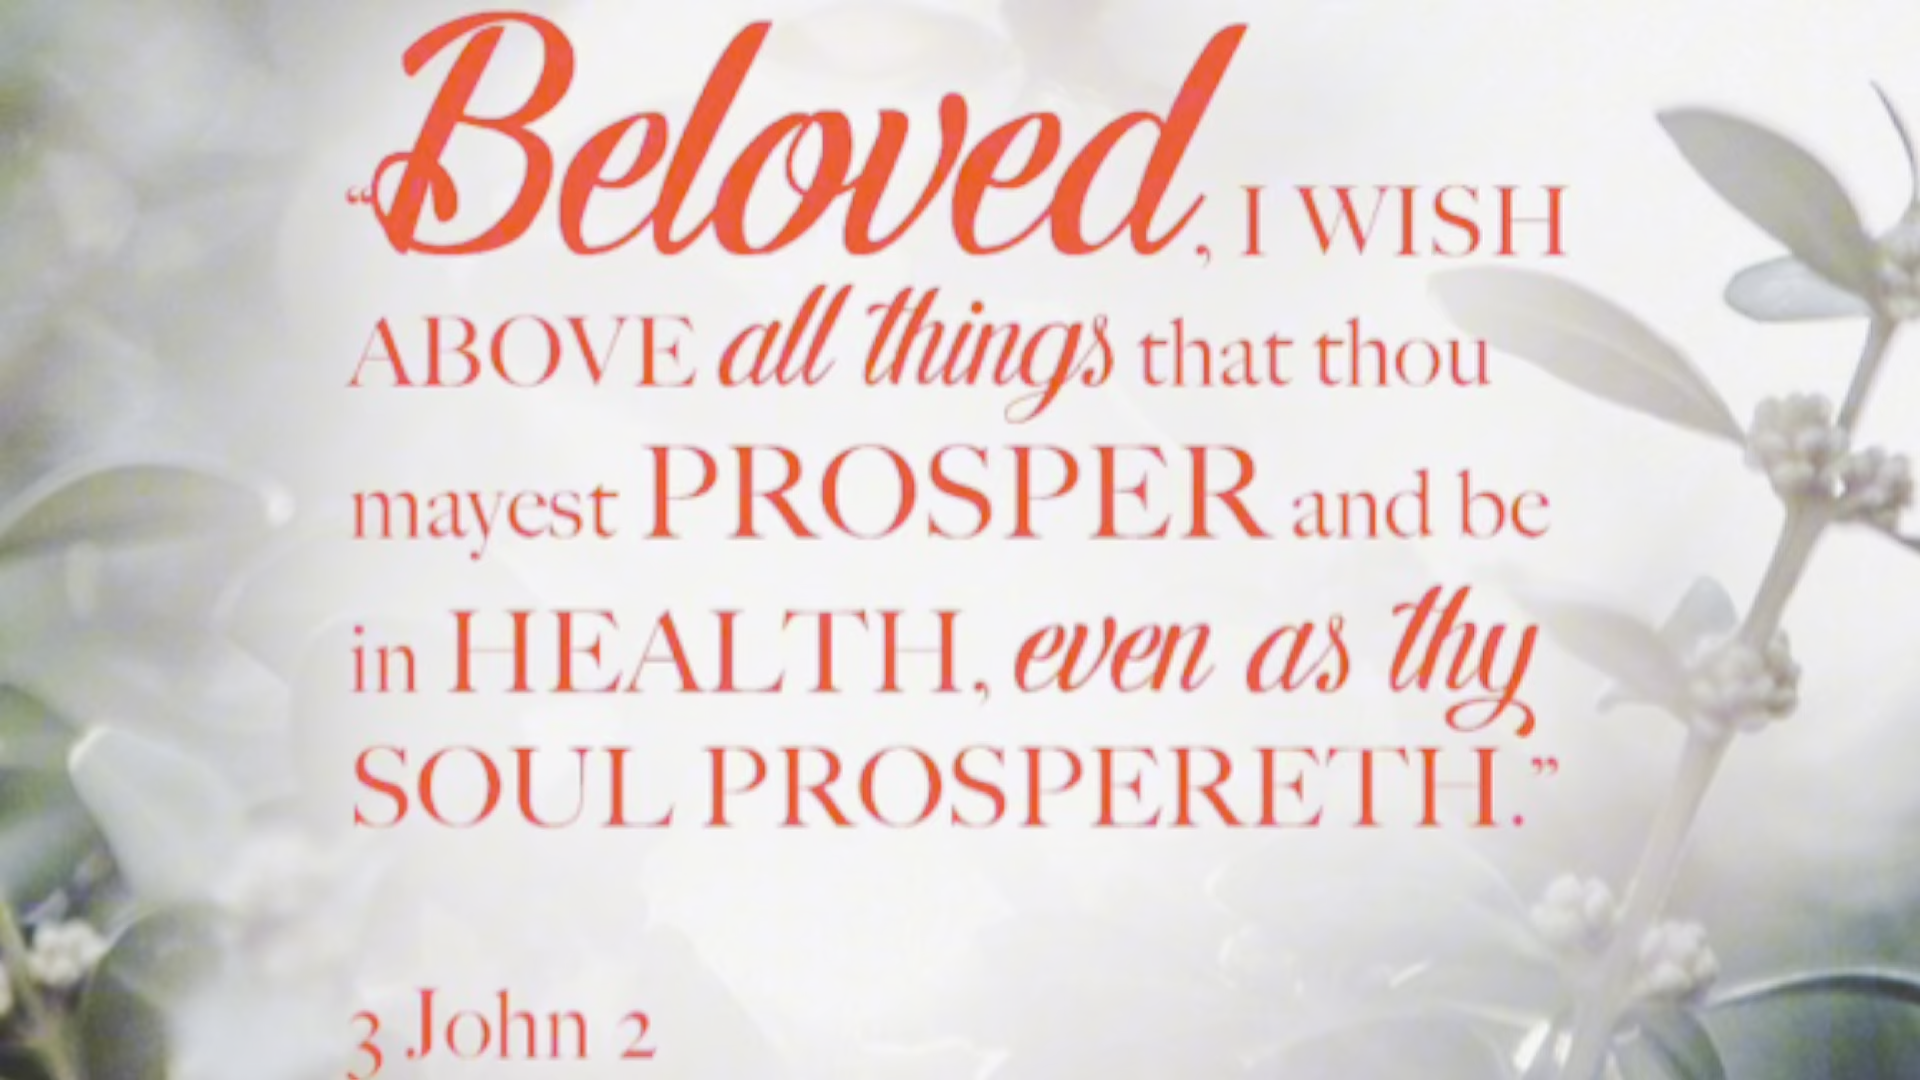 “Beloved, I WISH
ABOVE all things that thou
mayest PROSPER and be
in HEALTH, even as thy
SOUL PROSPERETH.”
3 John 2